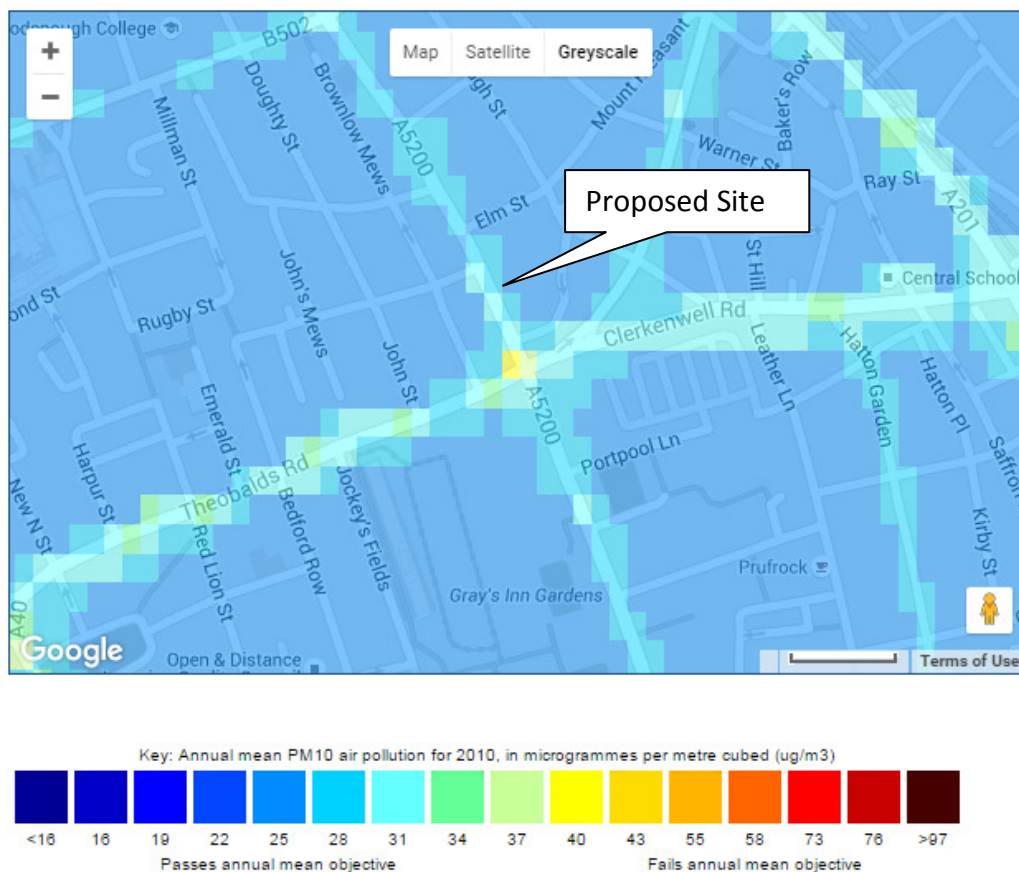 odenough College
B502
Map Satellite Greyscale
+
−
Millman St
Doughty St
Brownlow Mews
A5200
gh St
Mount Pleasant
Baker's Row
Warner St
Ray St
A201
Elm St
Proposed Site
St Hill
Central School
ond St
Rugby St
John's Mews
John St
Clerkenwell Rd
Leather Ln
Hatton Garden
Hatton Pl
Saffron
Emerald St
Harpur St
New N St
Theobalds Rd
A5200
Portpool Ln
Jockey's Fields
Bedford Row
Red Lion St
Kirby St
Prufrock
Gray's Inn Gardens
A40
Google
Open & Distance
Terms of Use
Key: Annual mean PM10 air pollution for 2010, in microgrammes per metre cubed (ug/m3)
<16 16 19 22 25 28 31 34 37 40 43 55 58 73 76 >97
Passes annual mean objective Fails annual mean objective